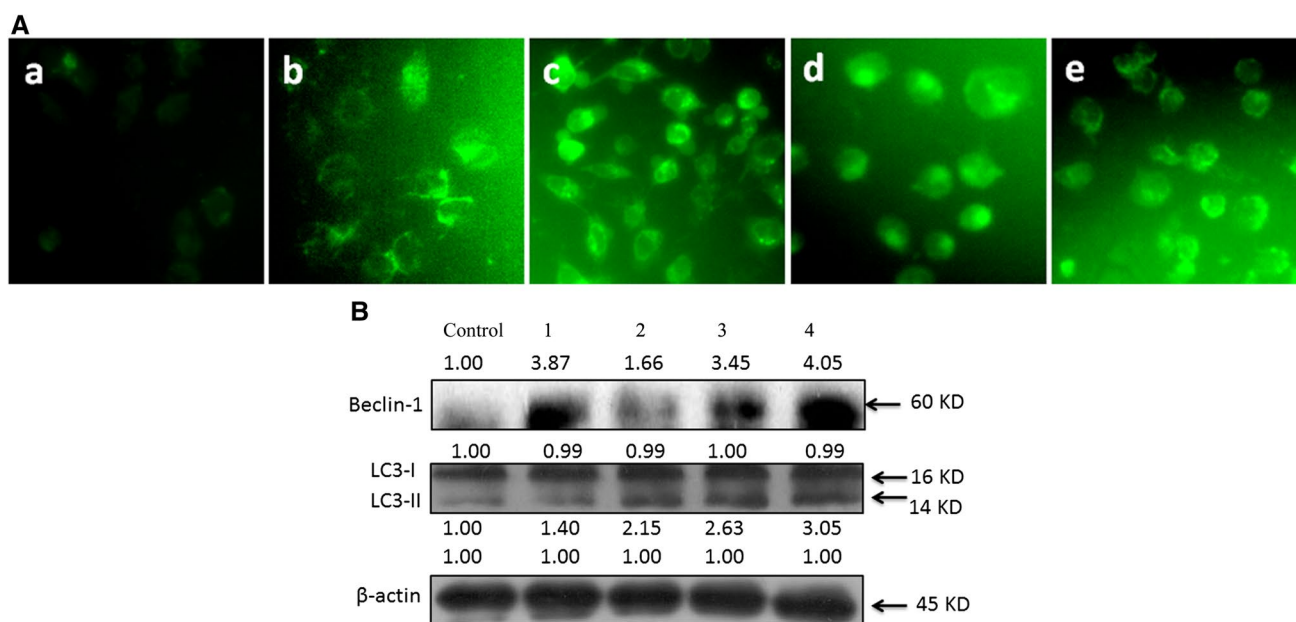 A
a b c d e
B
Control 1 2 3 4
1.00 3.87 1.66 3.45 4.05
Beclin-1 60 KD
1.00 0.99 0.99 1.00 0.99
LC3-I 16 KD
LC3-II 14 KD
1.00 1.40 2.15 2.63 3.05
1.00 1.00 1.00 1.00 1.00
β-actin 45 KD